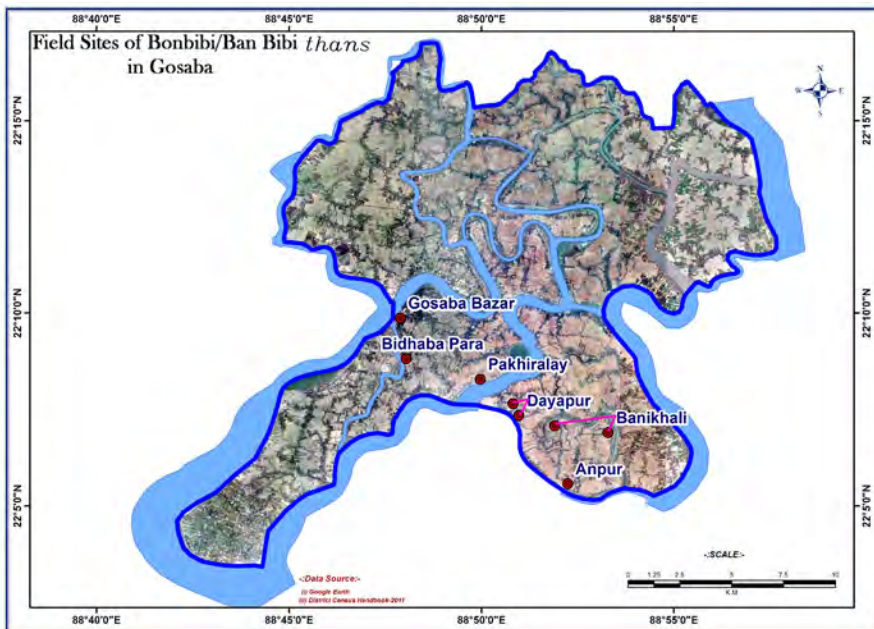 88°40'0"E 88°45'0"E 88°50'0"E 88°55'0"E
Field Sites of Bonbibi/Ban Bibi thans
in Gosaba
N
W E
S
22°15'0"N 22°15'0"N
22°10'0"N 22°10'0"N
Gosaba Bazar
Bidhaba Para
Pakhiralay
Dayapur
Banikhali
Anpur
22°5'0"N 22°5'0"N
-:SCALE:-
0 1.25 2.5 5 7.5 10
K.M
-:Data Source:-
(i) Google Earth
(ii) District Census Handbook-2011
88°40'0"E 88°45'0"E 88°50'0"E 88°55'0"E